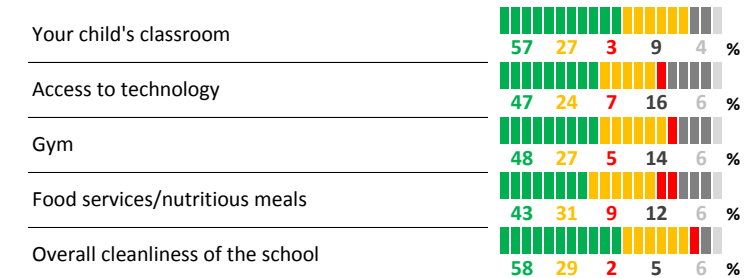 Your child's classroom
57 27 3 9 4 %
Access to technology
47 24 7 16 6 %
Gym
48 27 5 14 6 %
Food services/nutritious meals
43 31 9 12 6 %
Overall cleanliness of the school
58 29 2 5 6 %